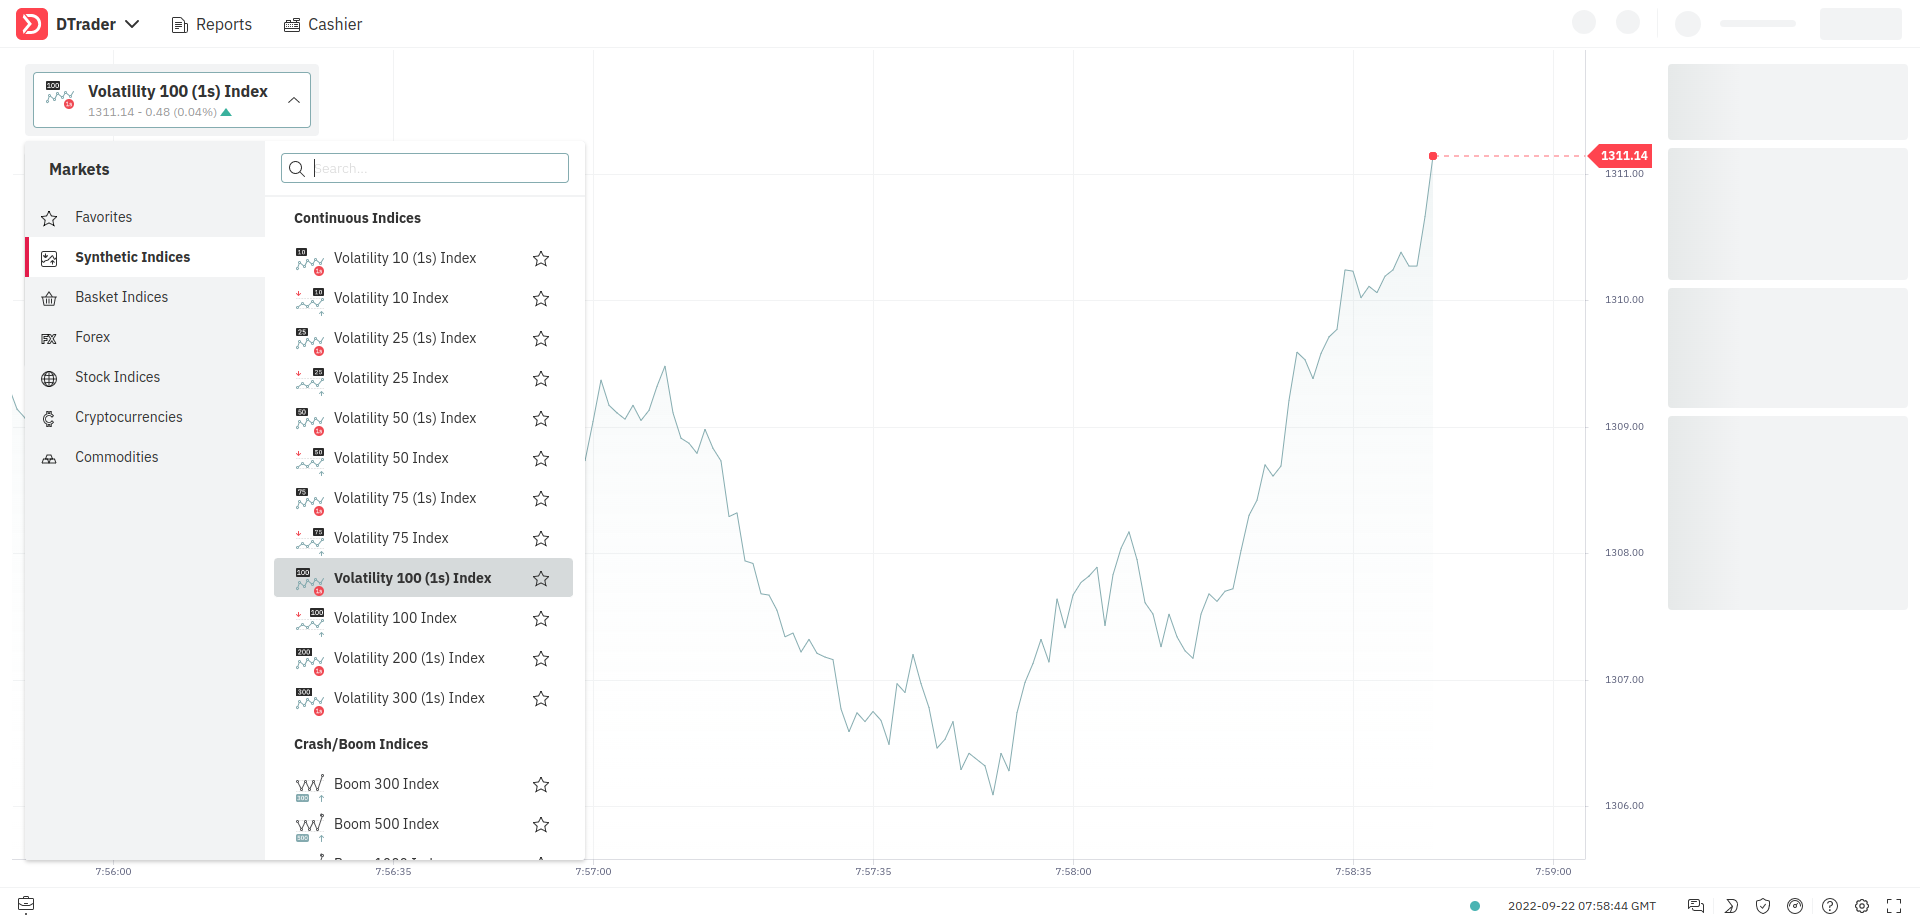 DTrader
Reports
Cashier
Volatility 100 (1s) Index
1311.14 - 0.48 (0.04%)
Markets
Favorites
Synthetic Indices
Basket Indices
Forex
Stock Indices
Cryptocurrencies
Commodities
Search...
Continuous Indices
Volatility 10 (1s) Index
Volatility 10 Index
Volatility 25 (1s) Index
Volatility 25 Index
Volatility 50 (1s) Index
Volatility 50 Index
Volatility 75 (1s) Index
Volatility 75 Index
Volatility 100 (1s) Index
Volatility 100 Index
Volatility 200 (1s) Index
Volatility 300 (1s) Index
Crash/Boom Indices
Boom 300 Index
Boom 500 Index
1311.14
1311.00
1310.00
1309.00
1308.00
1307.00
1306.00
7:56:00
7:56:35
7:57:00
7:57:35
7:58:00
7:58:35
7:59:00
2022-09-22 07:58:44 GMT